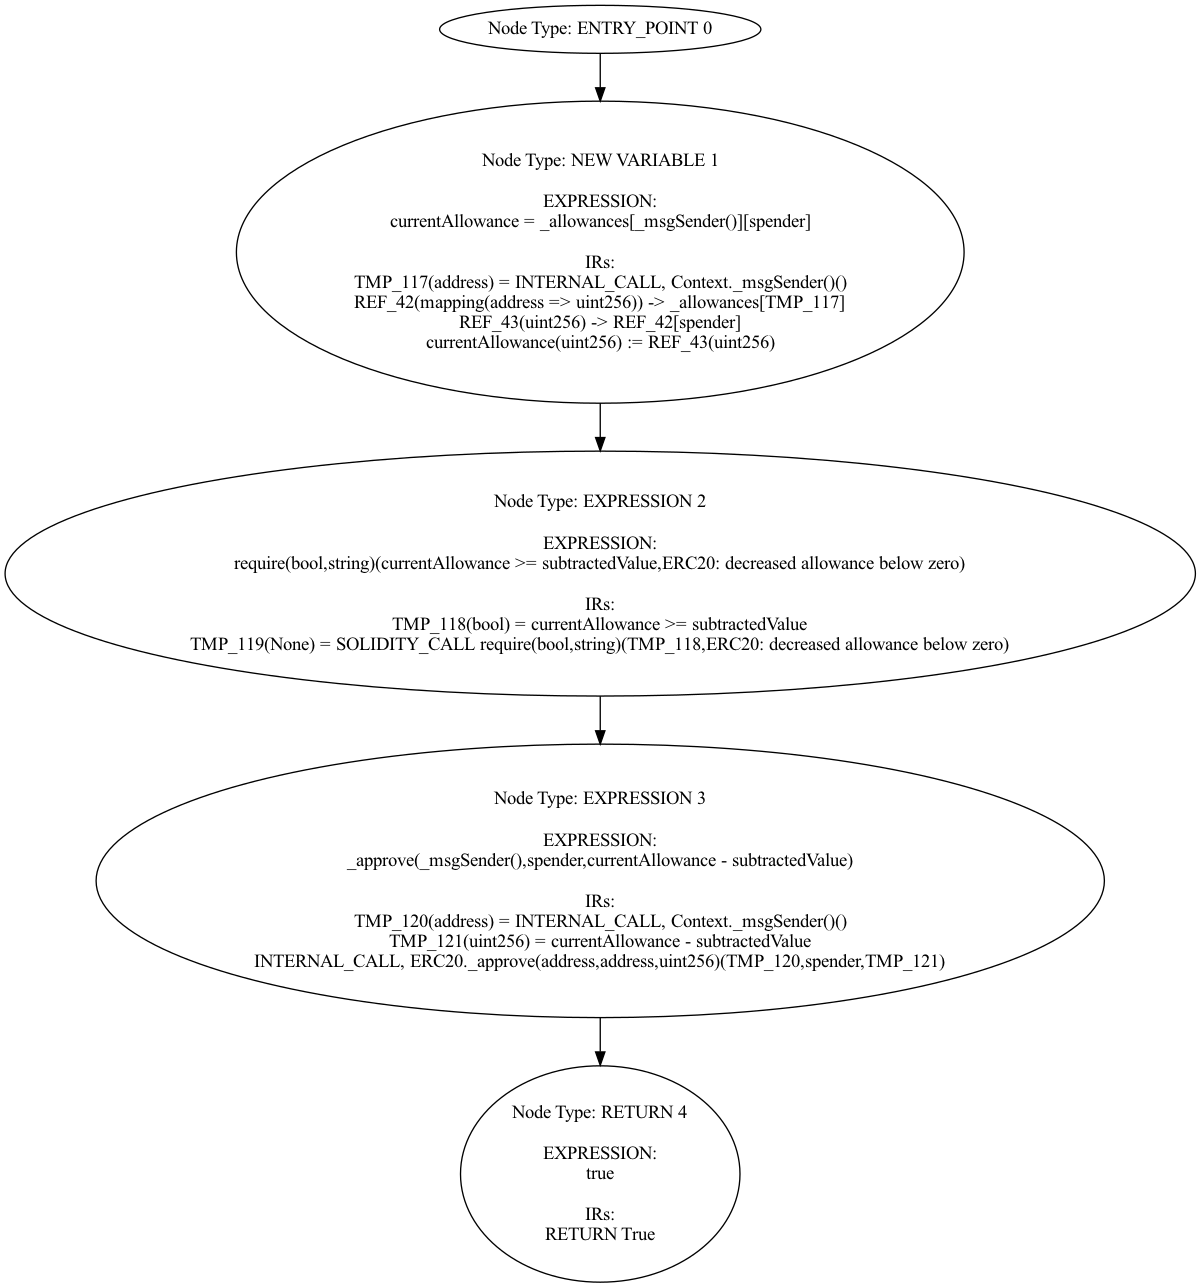 Node Type: ENTRY_POINT 0
Node Type: NEW VARIABLE 1
EXPRESSION:
currentAllowance = _allowances[_msgSender()][spender]
IRs:
TMP_117(address) = INTERNAL_CALL, Context._msgSender()()
REF_42(mapping(address => uint256)) -> _allowances[TMP_117]
REF_43(uint256) -> REF_42[spender]
currentAllowance(uint256) := REF_43(uint256)
Node Type: EXPRESSION 2
EXPRESSION:
require(bool,string)(currentAllowance >= subtractedValue,ERC20: decreased allowance below zero)
IRs:
TMP_118(bool) = currentAllowance >= subtractedValue
TMP_119(None) = SOLIDITY_CALL require(bool,string)(TMP_118,ERC20: decreased allowance below zero)
Node Type: EXPRESSION 3
EXPRESSION:
_approve(_msgSender(),spender,currentAllowance - subtractedValue)
IRs:
TMP_120(address) = INTERNAL_CALL, Context._msgSender()()
TMP_121(uint256) = currentAllowance - subtractedValue
INTERNAL_CALL, ERC20._approve(address,address,uint256)(TMP_120,spender,TMP_121)
Node Type: RETURN 4
EXPRESSION:
true
IRs:
RETURN True